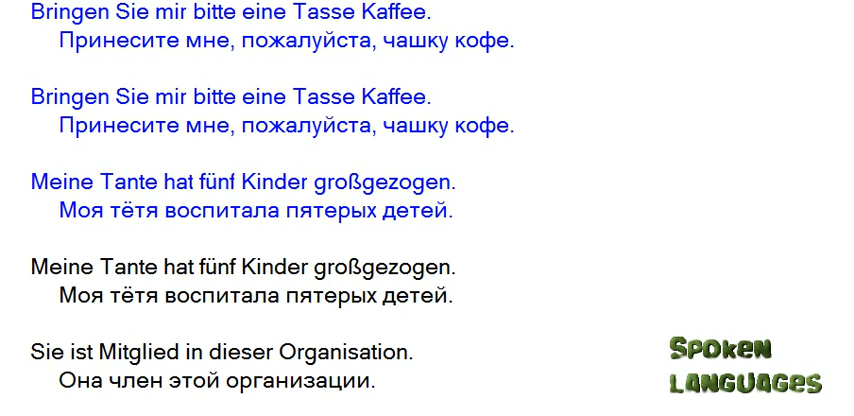 Bringen Sie mir bitte eine Tasse Kaffee.
Принесите мне, пожалуйста, чашку кофе.
Bringen Sie mir bitte eine Tasse Kaffee.
Принесите мне, пожалуйста, чашку кофе.
Meine Tante hat fünf Kinder großgezogen.
Моя тётя воспитала пятерых детей.
Meine Tante hat fünf Kinder großgezogen.
Моя тётя воспитала пятерых детей.
Sie ist Mitglied in dieser Organisation.
Она член этой организации.
Spoken
Languages